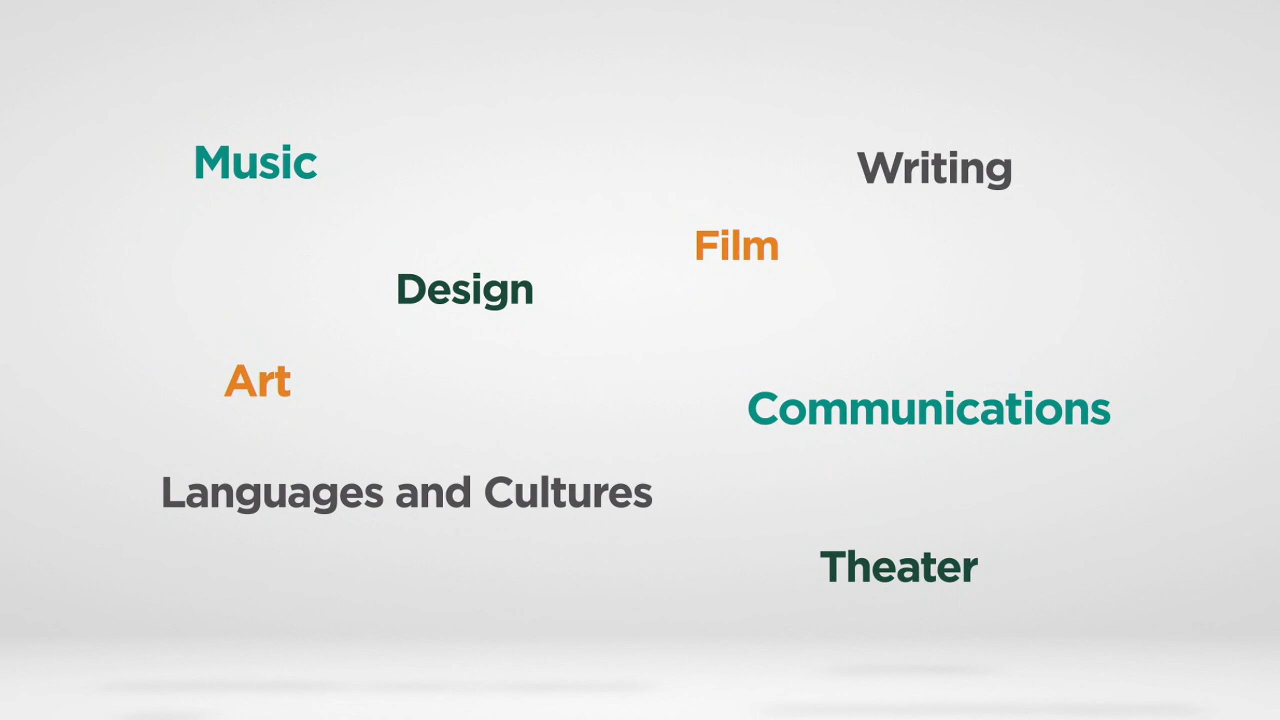 Music
Writing
Film
Design
Art
Communications
Languages and Cultures
Theater